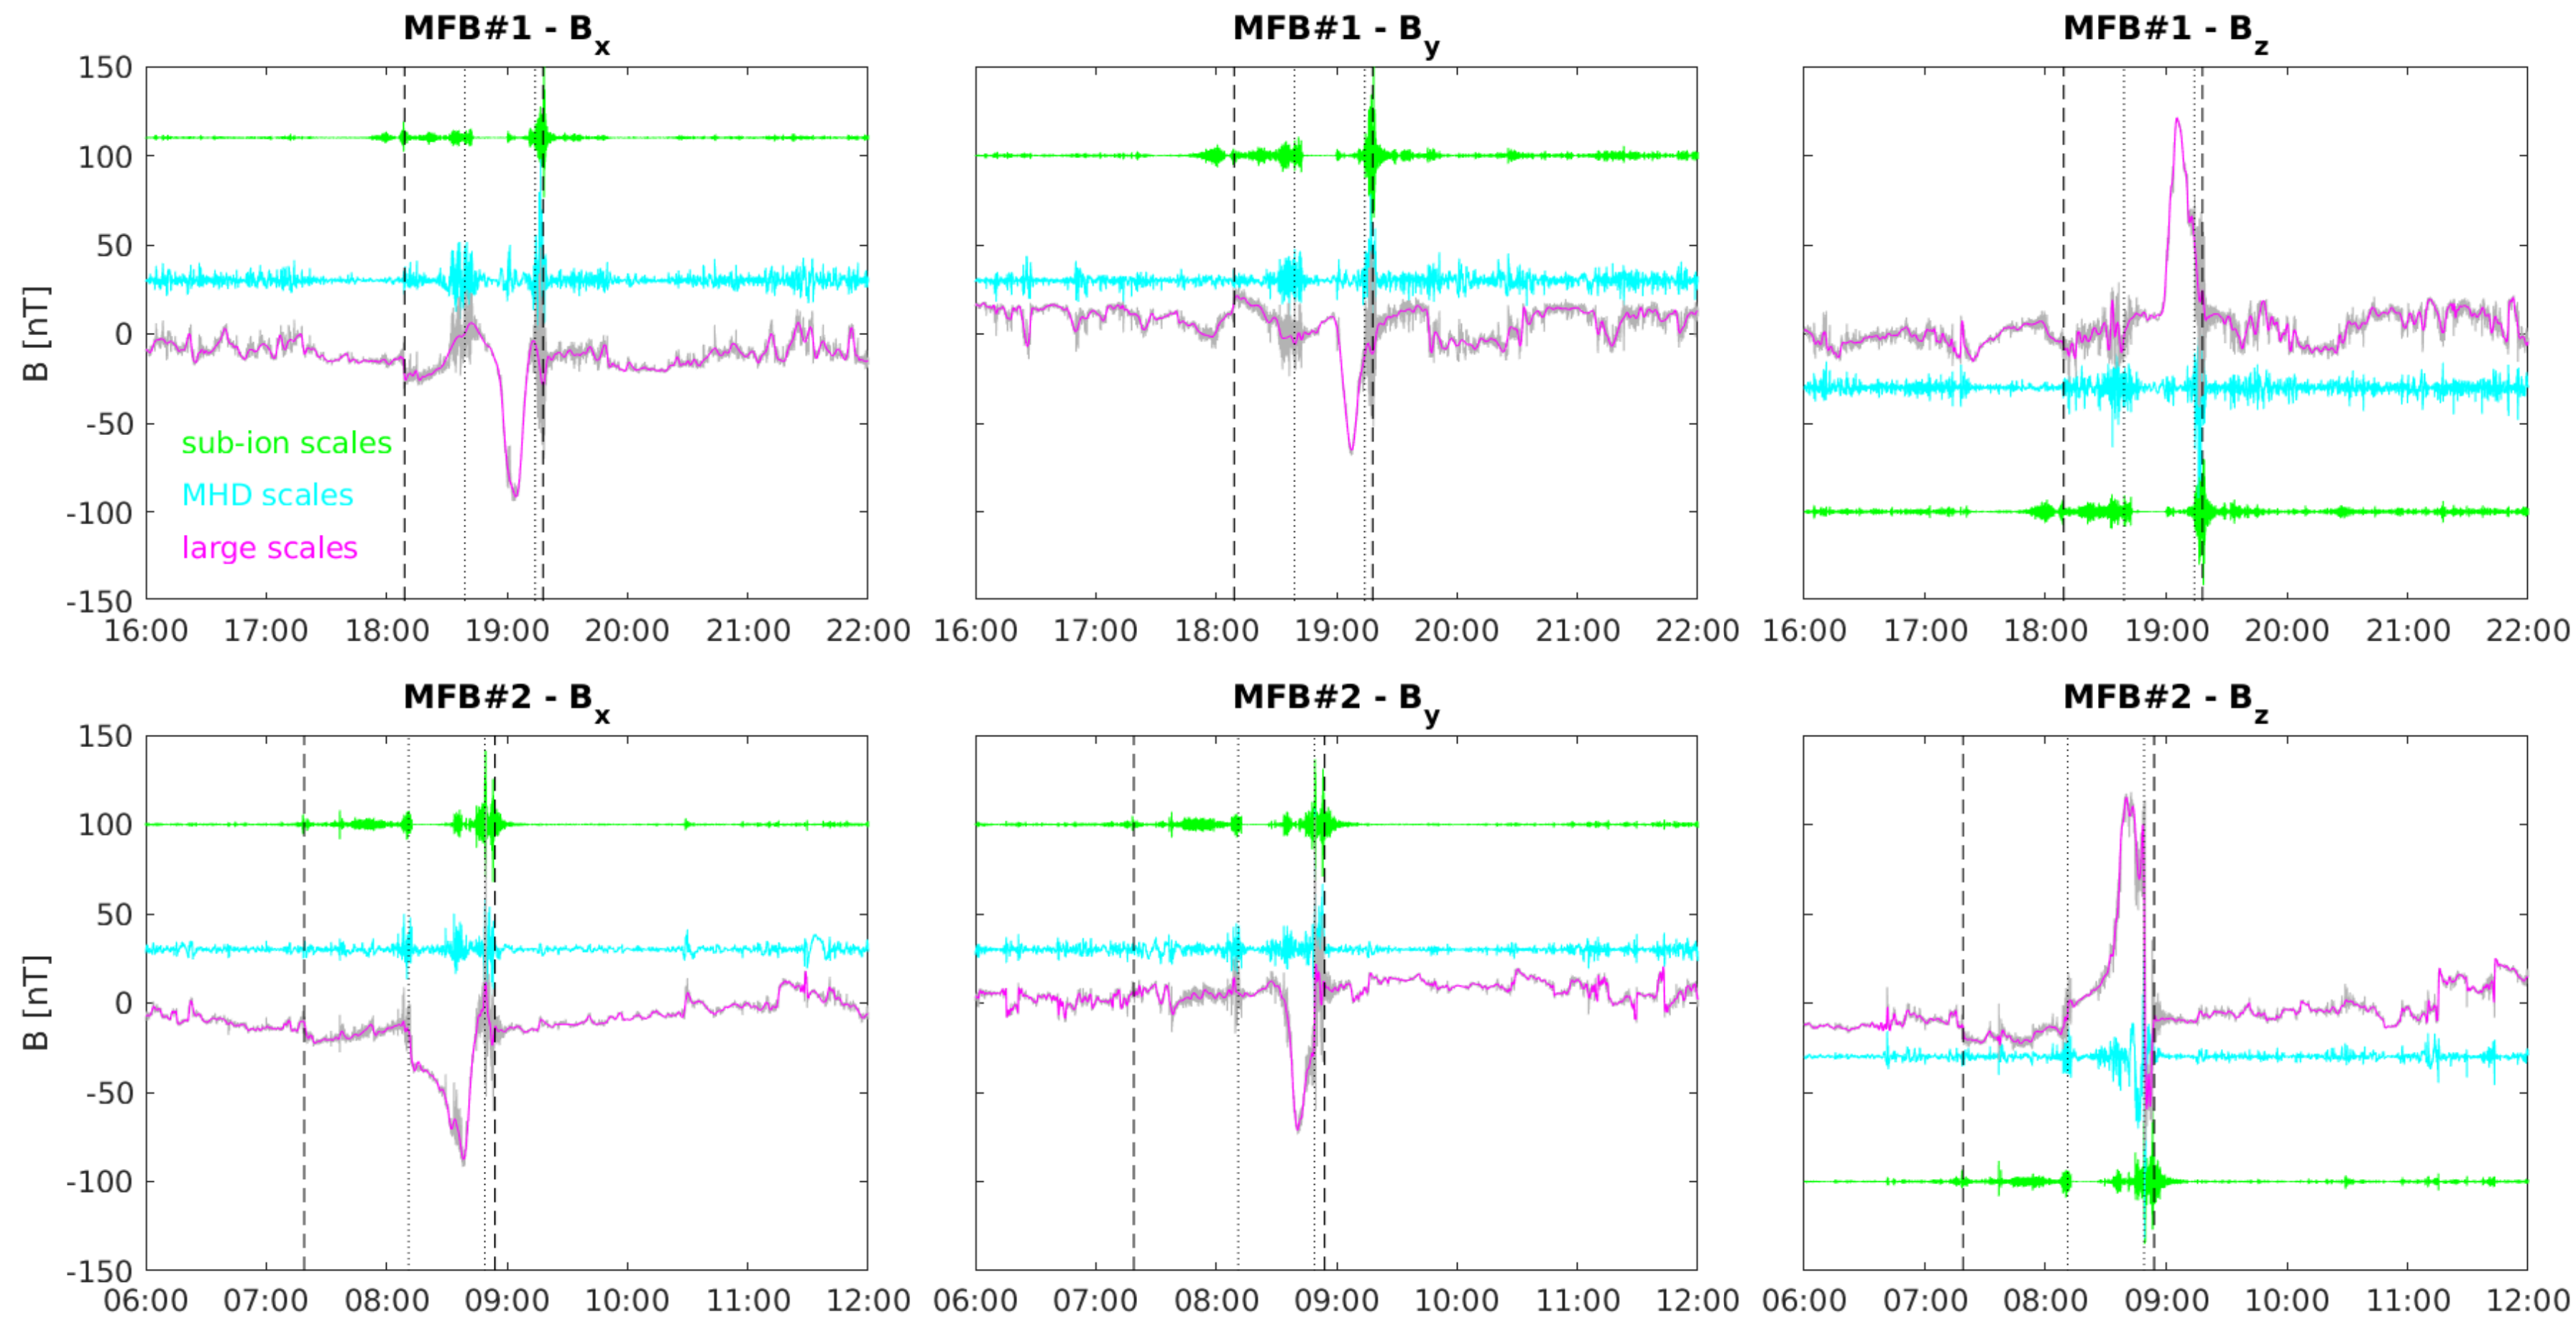 MFB#1 - Bx MFB#1 - By MFB#1 - Bz
150
100
50
0
-50
-100
-150
B [nT]
sub-ion scales
MHD scales
large scales
16:00 17:00 18:00 19:00 20:00 21:00 22:00 16:00 17:00 18:00 19:00 20:00 21:00 22:00 16:00 17:00 18:00 19:00 20:00 21:00 22:00
MFB#2 - Bx MFB#2 - By MFB#2 - Bz
150
100
50
0
-50
-100
-150
B [nT]
06:00 07:00 08:00 09:00 10:00 11:00 12:00 06:00 07:00 08:00 09:00 10:00 11:00 12:00 06:00 07:00 08:00 09:00 10:00 11:00 12:00